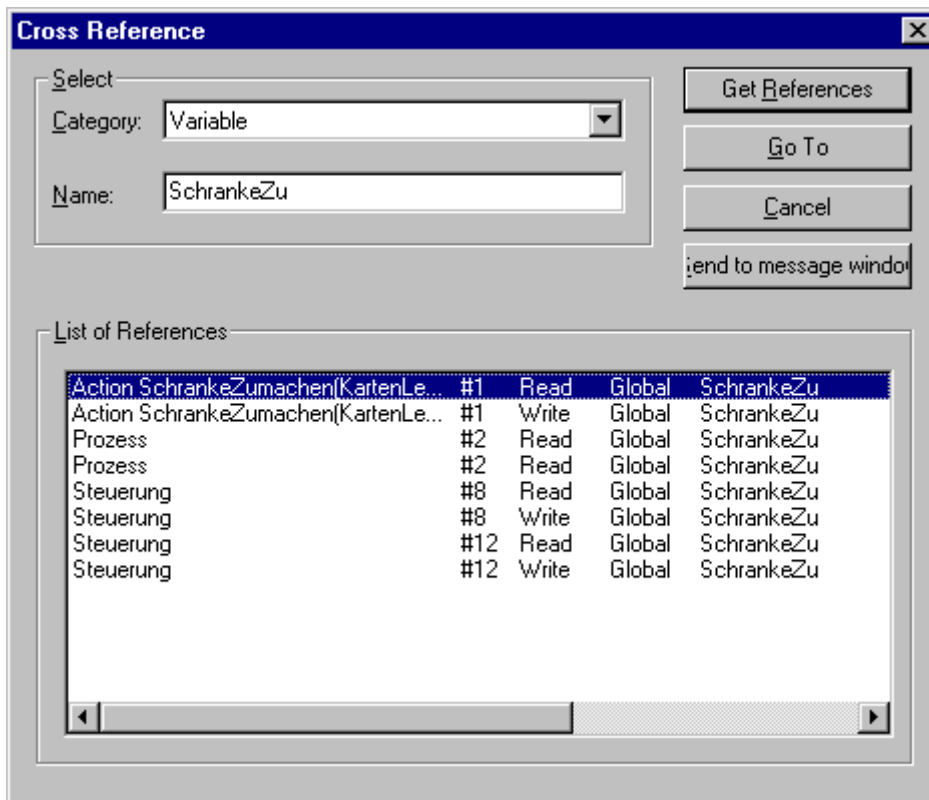 Cross Reference
Select
Category: Variable
Name: SchrankeZu
Get References
Go To
Cancel
end to message windo
List of References
Action SchrankeZumachen(KartenLe... #1 Read Global SchrankeZu
Action SchrankeZumachen(KartenLe... #1 Write Global SchrankeZu
Prozess #2 Read Global SchrankeZu
Prozess #2 Read Global SchrankeZu
Steuerung #8 Read Global SchrankeZu
Steuerung #8 Write Global SchrankeZu
Steuerung #12 Read Global SchrankeZu
Steuerung #12 Write Global SchrankeZu